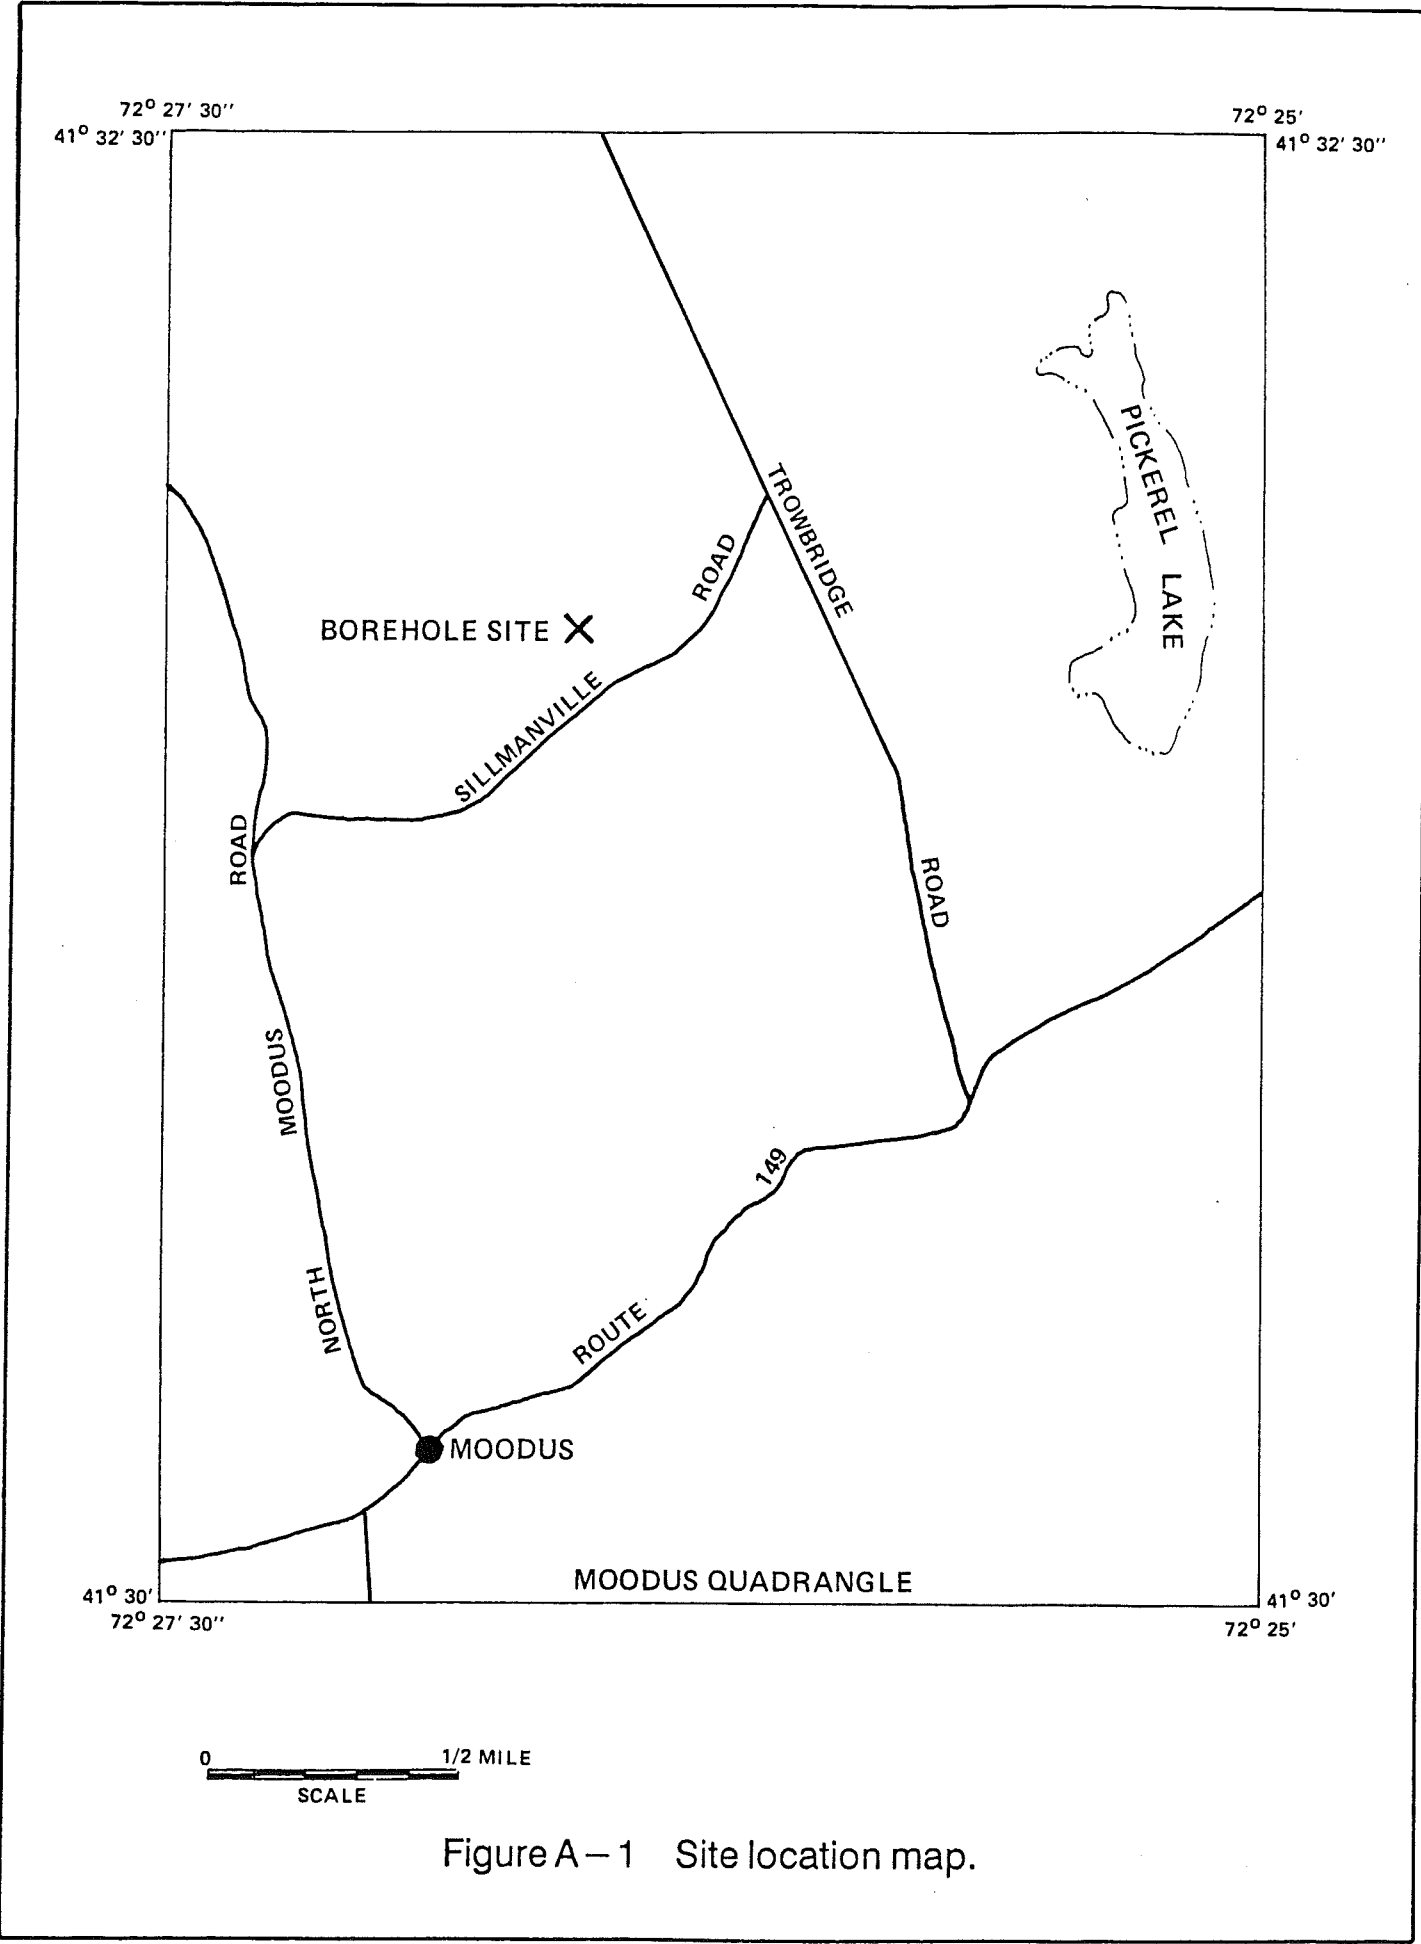 72° 27' 30''
72° 25'
41° 32' 30''
41° 32' 30''
PICKEREL LAKE
TROWBRIDGE ROAD
ROAD
BOREHOLE SITE
SILLMANVILLE
ROAD
MOODUS
NORTH
149
ROUTE
MOODUS
MOODUS QUADRANGLE
41° 30'
41° 30'
72° 27' 30''
72° 25'
0 1/2 MILE
SCALE
Figure A – 1 Site location map.